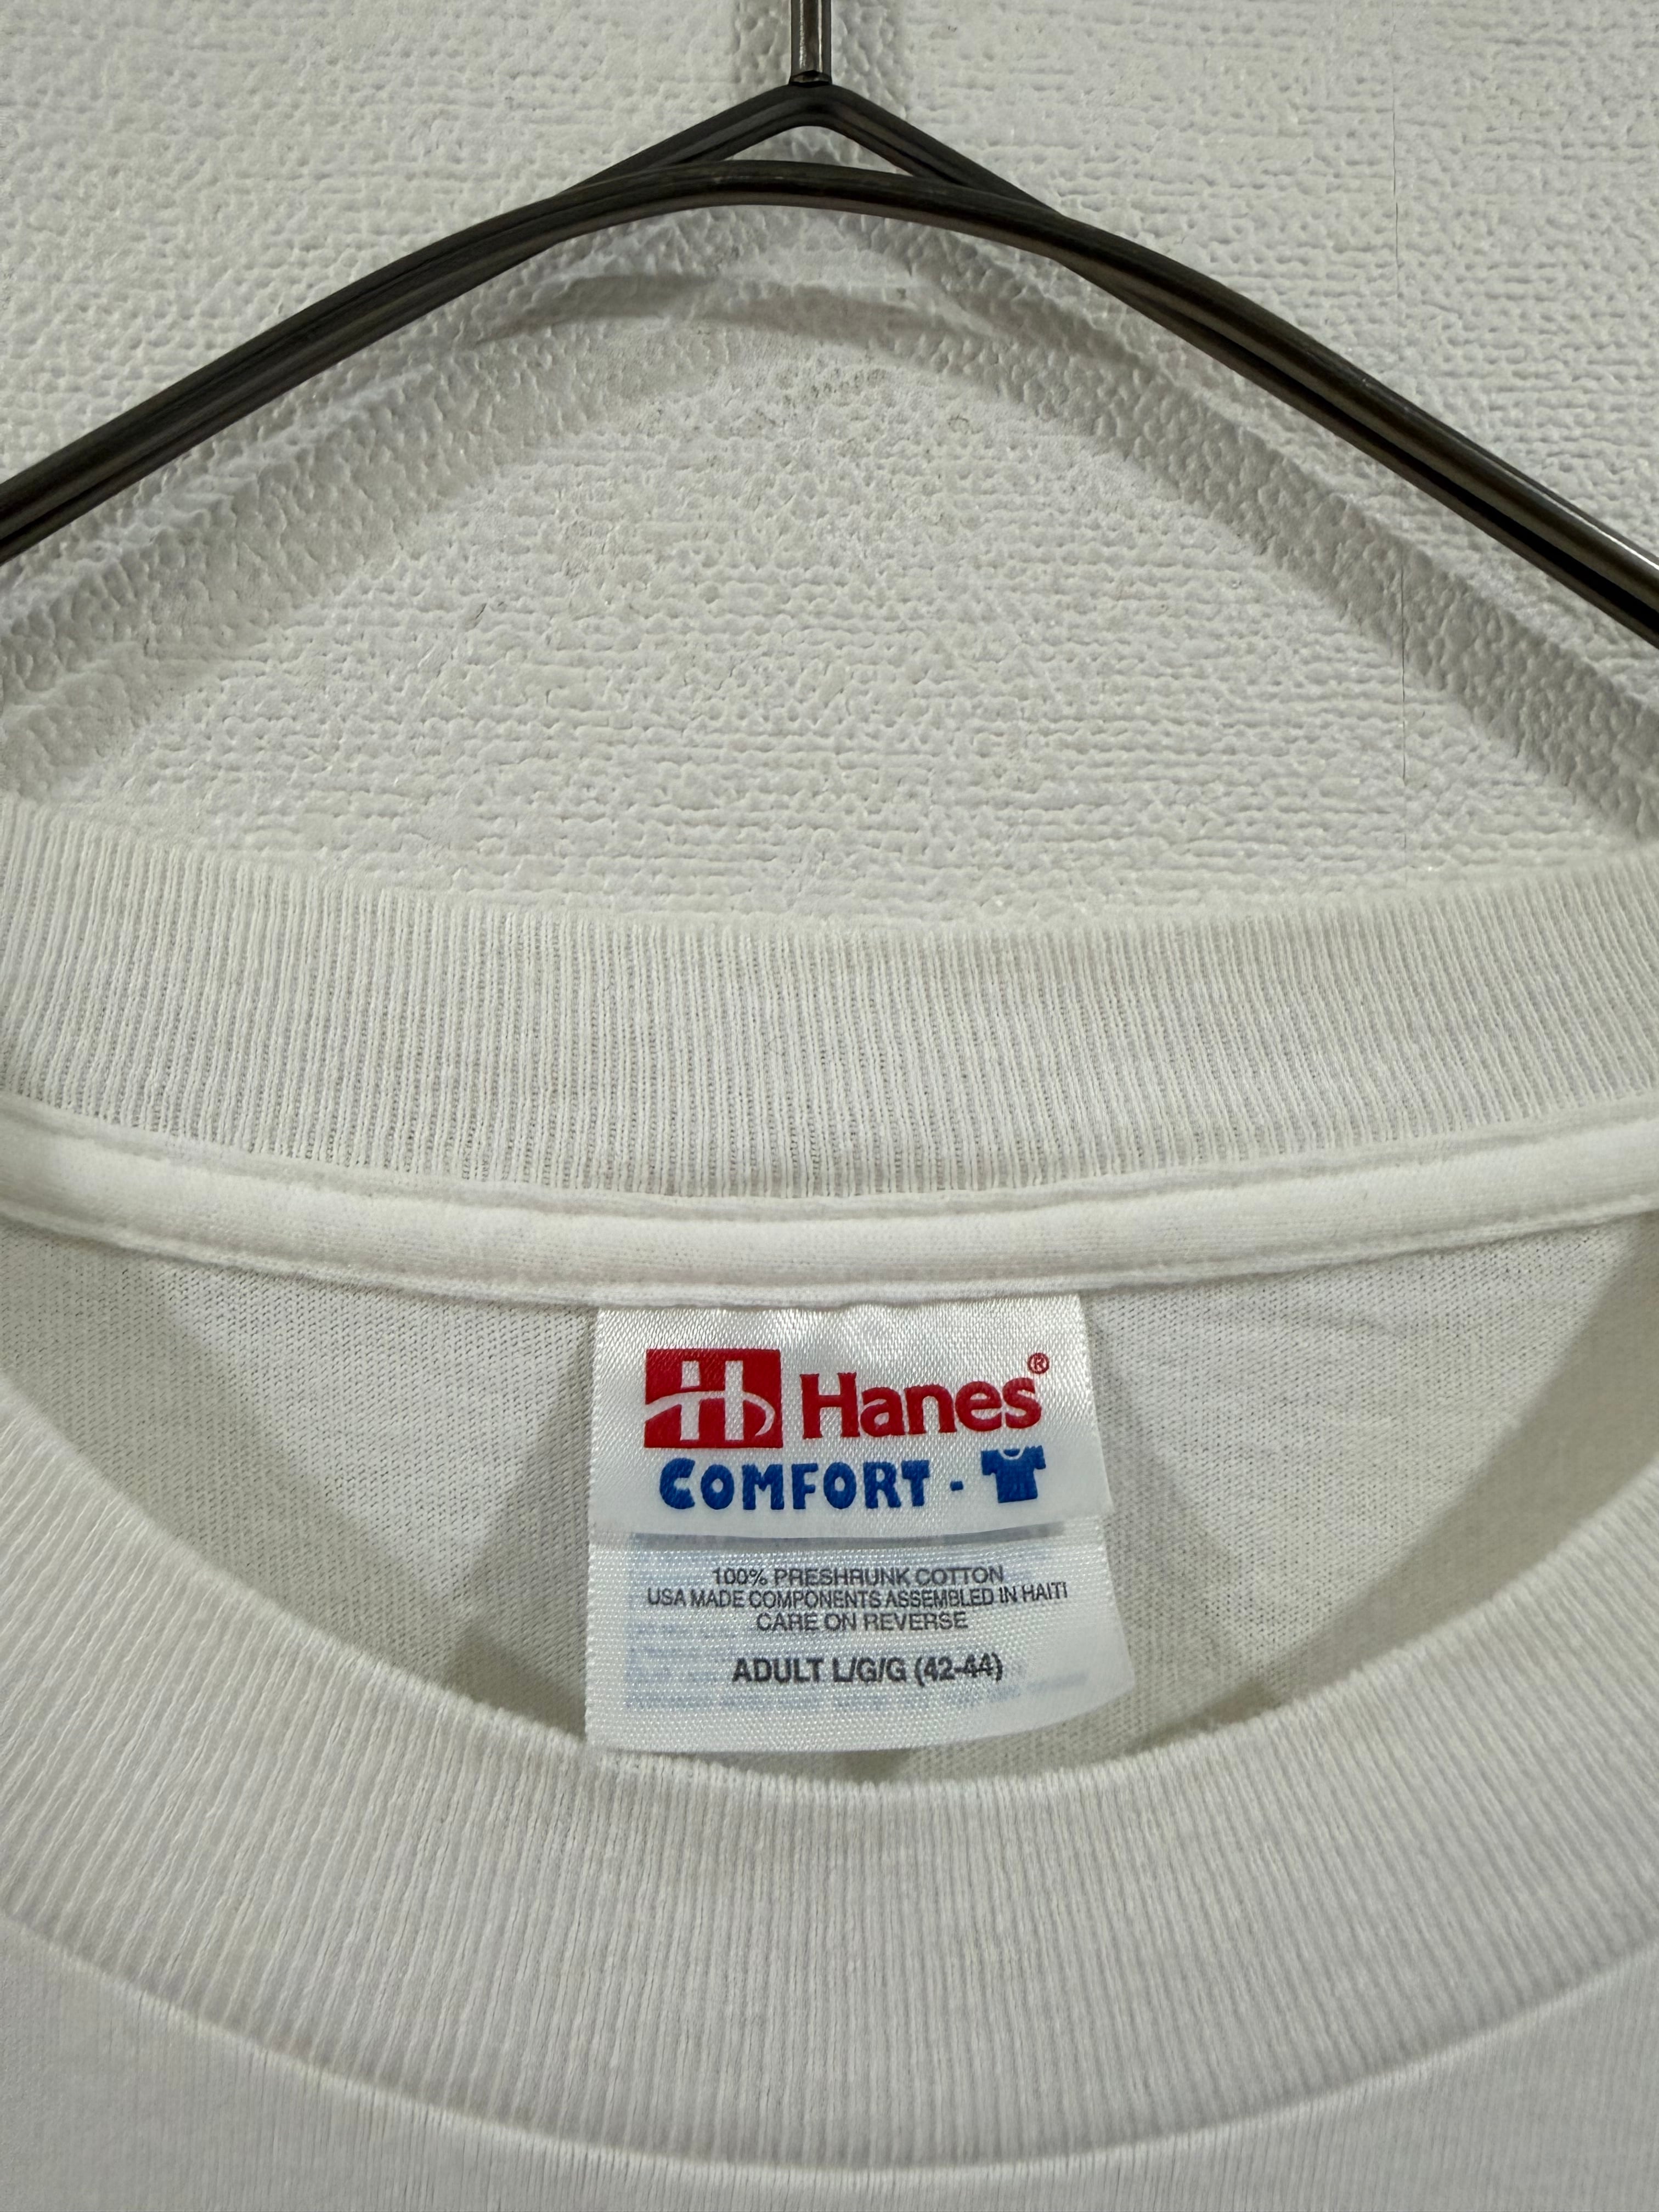 H Hanes®
COMFORT -
100% PRESHRUNK COTTON
USA MADE COMPONENTS ASSEMBLED IN HAITI
CARE ON REVERSE
ADULT L/G/G (42-44)